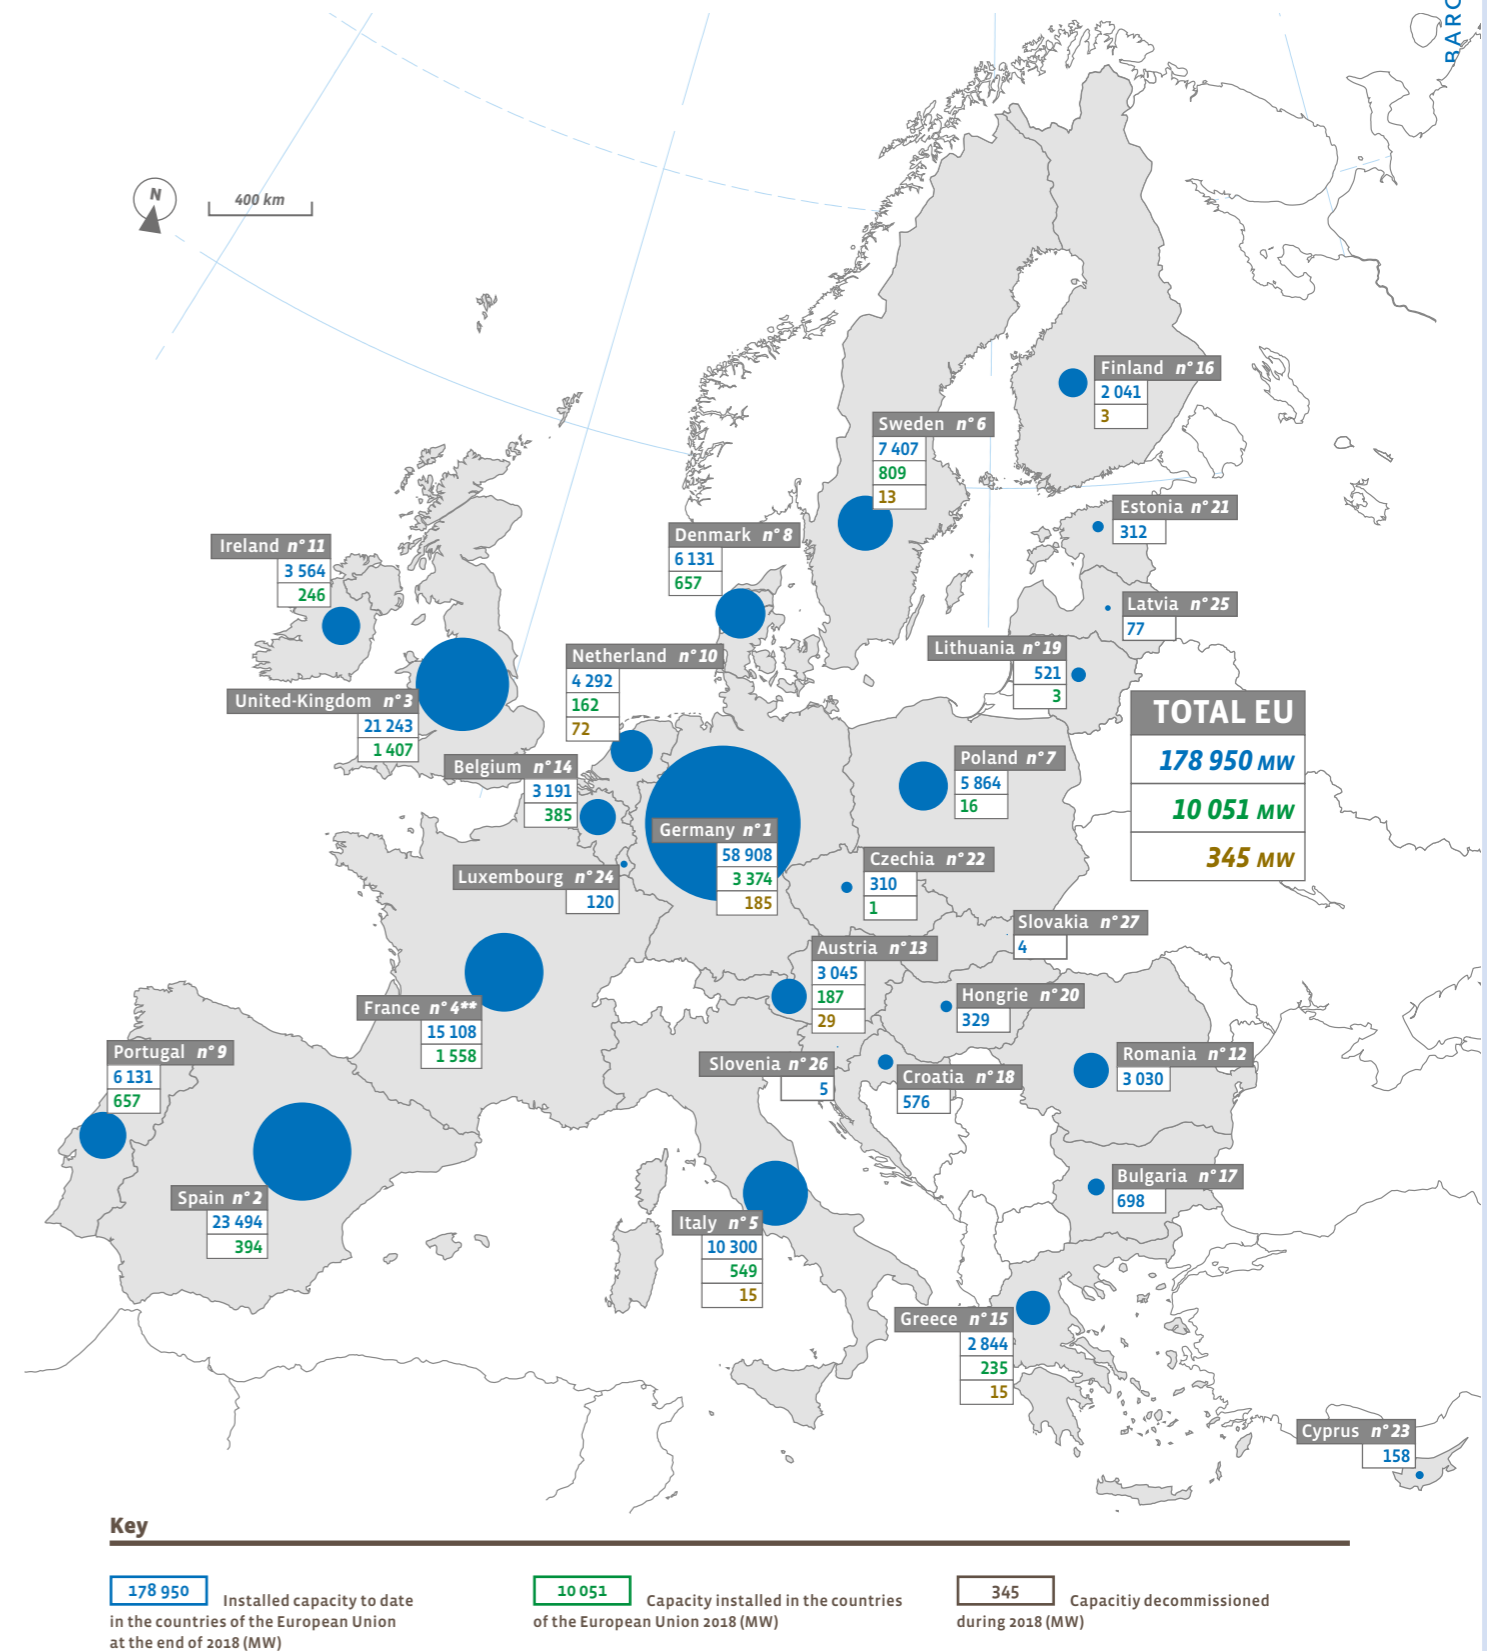 BARO
N
400 km
Finland n° 16
2 041
3
Sweden n° 6
7 407
809
13
Estonia n° 21
312
Denmark n° 8
6 131
657
Ireland n° 11
3 564
246
Latvia n° 25
77
Lithuania n° 19
521
3
Netherland n° 10
4 292
162
72
United-Kingdom n° 3
21 243
1 407
TOTAL EU
178 950 MW
10 051 MW
345 MW
Belgium n° 14
3 191
385
Poland n° 7
5 864
16
Germany n° 1
58 908
3 374
185
Czechia n° 22
310
1
Luxembourg n° 24
120
Slovakia n° 27
4
Austria n° 13
3 045
187
29
Hongrie n° 20
329
France n° 4**
15 108
1 558
Portugal n° 9
6 131
657
Slovenia n° 26
5
Croatia n° 18
576
Romania n° 12
3 030
Bulgaria n° 17
698
Spain n° 2
23 494
394
Italy n° 5
10 300
549
15
Greece n° 15
2 844
235
15
Cyprus n° 23
158
Key
178 950 Installed capacity to date
in the countries of the European Union
at the end of 2018 (MW)
10 051 Capacity installed in the countries
of the European Union 2018 (MW)
345 Capacitiy decommissioned
during 2018 (MW)